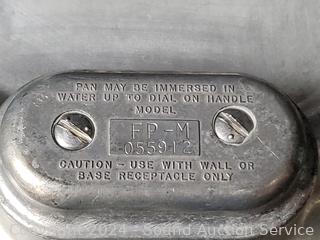 PAN MAY BE IMMERSED IN
WATER UP TO DIAL ON HANDLE
MODEL
FP-M
055912
CAUTION - USE WITH WALL OR
BASE RECEPTACLE ONLY
Copyright 2024 - Sound Auction Service